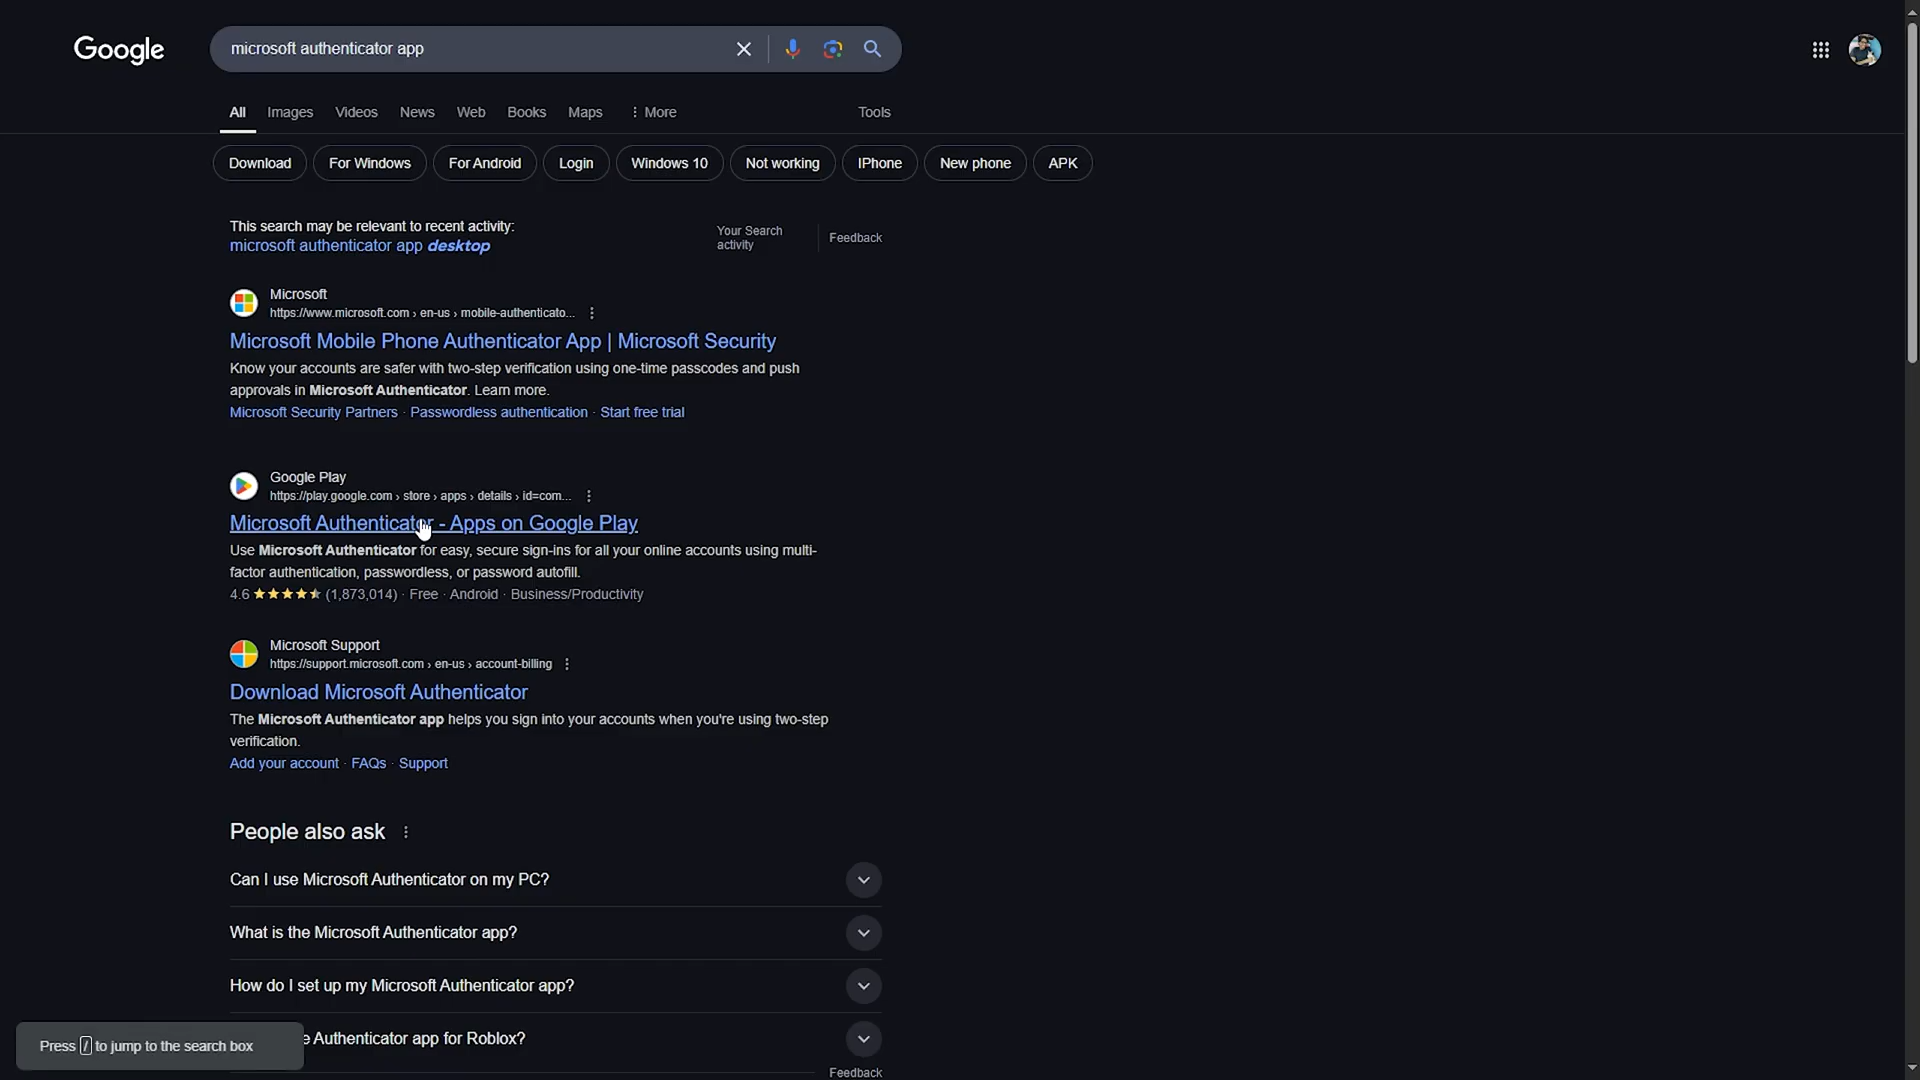 Google
microsoft authenticator app
All Images Videos News Web Books Maps More Tools
Download For Windows For Android Login Windows 10 Not working IPhone New phone APK
This search may be relevant to recent activity:
microsoft authenticator app desktop
Your Search
activity
Feedback
Microsoft
https://www.microsoft.com › en-us › mobile-authenticato...
Microsoft Mobile Phone Authenticator App | Microsoft Security
Know your accounts are safer with two-step verification using one-time passcodes and push
approvals in Microsoft Authenticator. Learn more.
Microsoft Security Partners · Passwordless authentication · Start free trial
Google Play
https://play.google.com › store › apps › details › id=com...
Microsoft Authenticator - Apps on Google Play
Use Microsoft Authenticator for easy, secure sign-ins for all your online accounts using multi-
factor authentication, passwordless, or password autofill.
4.6 ★★★★★ (1,873,014) · Free · Android · Business/Productivity
Microsoft Support
https://support.microsoft.com › en-us › account-billing
Download Microsoft Authenticator
The Microsoft Authenticator app helps you sign into your accounts when you're using two-step
verification.
Add your account · FAQs · Support
People also ask
Can I use Microsoft Authenticator on my PC?
What is the Microsoft Authenticator app?
How do I set up my Microsoft Authenticator app?
e Authenticator app for Roblox?
Press / to jump to the search box
Feedback